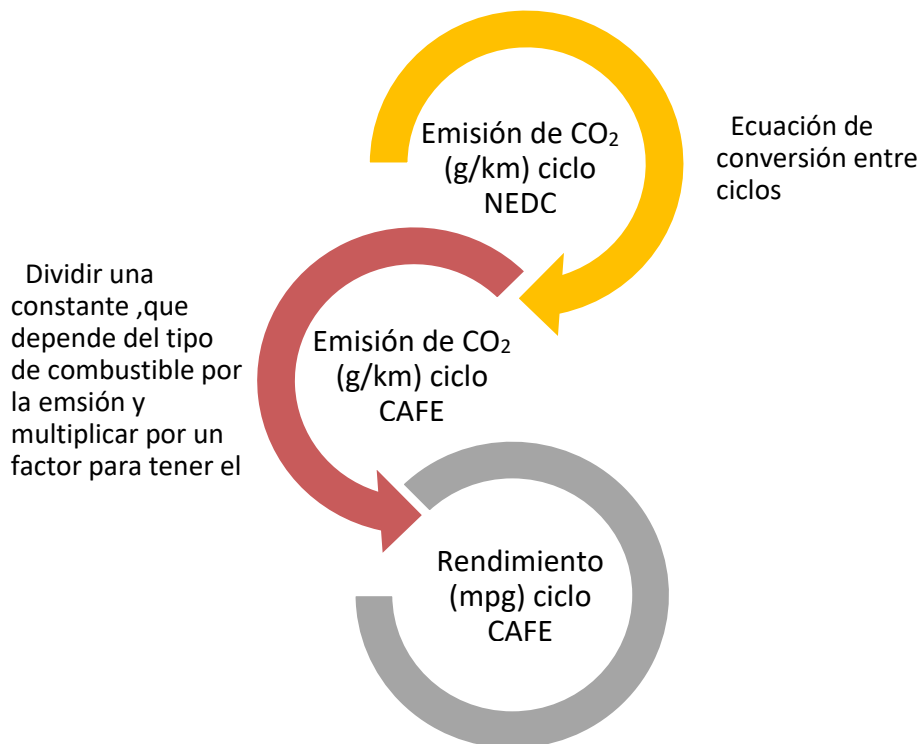 Emisión de CO₂
(g/km) ciclo
NEDC
Ecuación de
conversión entre
ciclos
Dividir una
constante ,que
depende del tipo
de combustible por
la emsión y
multiplicar por un
factor para tener el
Emisión de CO₂
(g/km) ciclo
CAFE
Rendimiento
(mpg) ciclo
CAFE